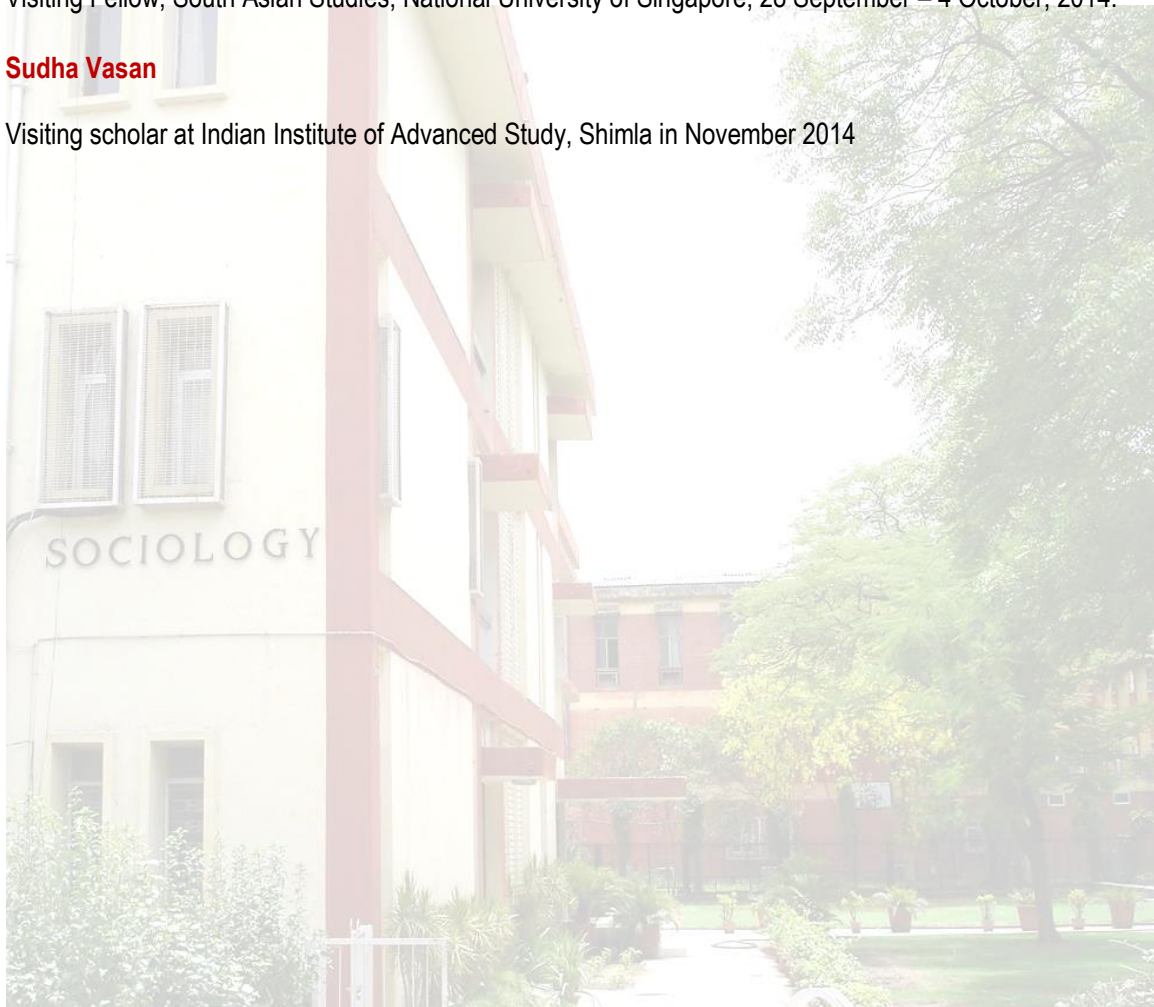 Visiting Fellow, South Asian Studies, National University of Singapore, 26 September – 4 October, 2014.
Sudha Vasan
Visiting scholar at Indian Institute of Advanced Study, Shimla in November 2014
SOCIOLOGY